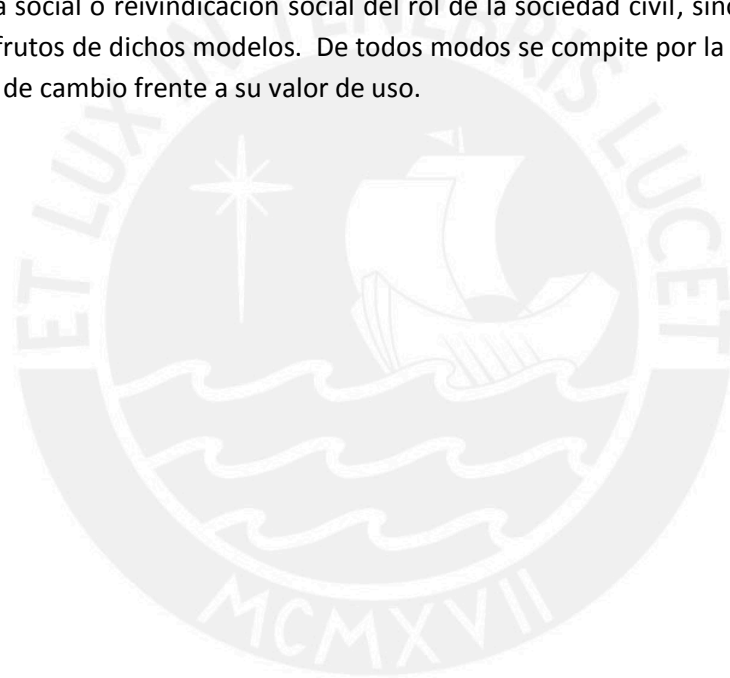 a social o reivindicación social del rol de la sociedad civil, sino
frutos de dichos modelos.  De todos modos se compite por la
de cambio frente a su valor de uso.
ET LUX IN TENEBRIS LUCET
MCMXVII